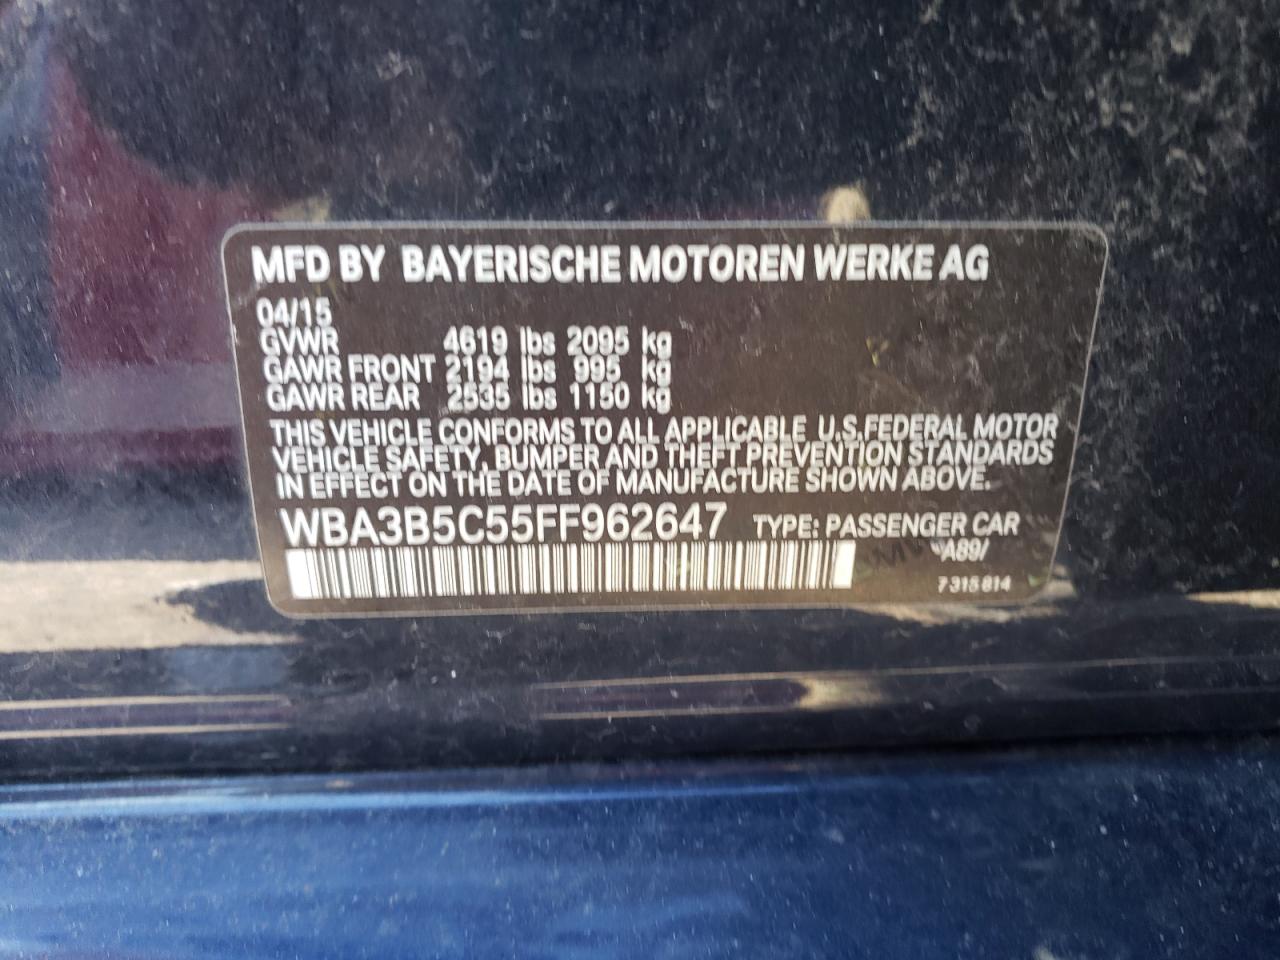 MFD BY BAYERISCHE MOTOREN WERKE AG
04/15
GVWR 4619 lbs 2095 kg
GAWR FRONT 2194 lbs 995 kg
GAWR REAR 2535 lbs 1150 kg
THIS VEHICLE CONFORMS TO ALL APPLICABLE U.S.FEDERAL MOTOR
VEHICLE SAFETY, BUMPER AND THEFT PREVENTION STANDARDS
IN EFFECT ON THE DATE OF MANUFACTURE SHOWN ABOVE.
WBA3B5C55FF962647 TYPE: PASSENGER CAR
"A89/
7 315 814